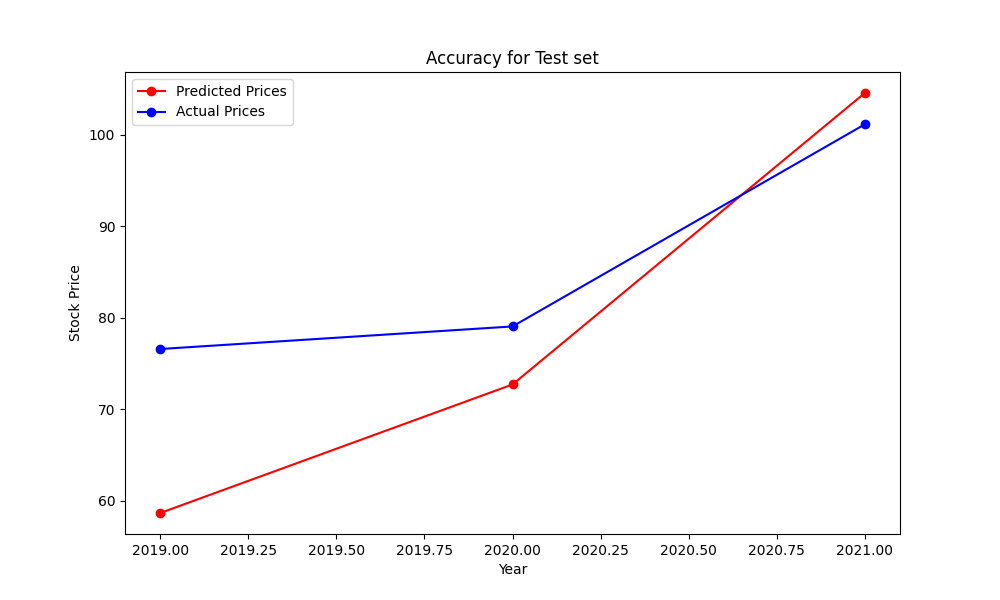 Accuracy for Test set
Predicted Prices
Actual Prices
Stock Price
100
90
80
70
60
2019.00 2019.25 2019.50 2019.75 2020.00 2020.25 2020.50 2020.75 2021.00
Year